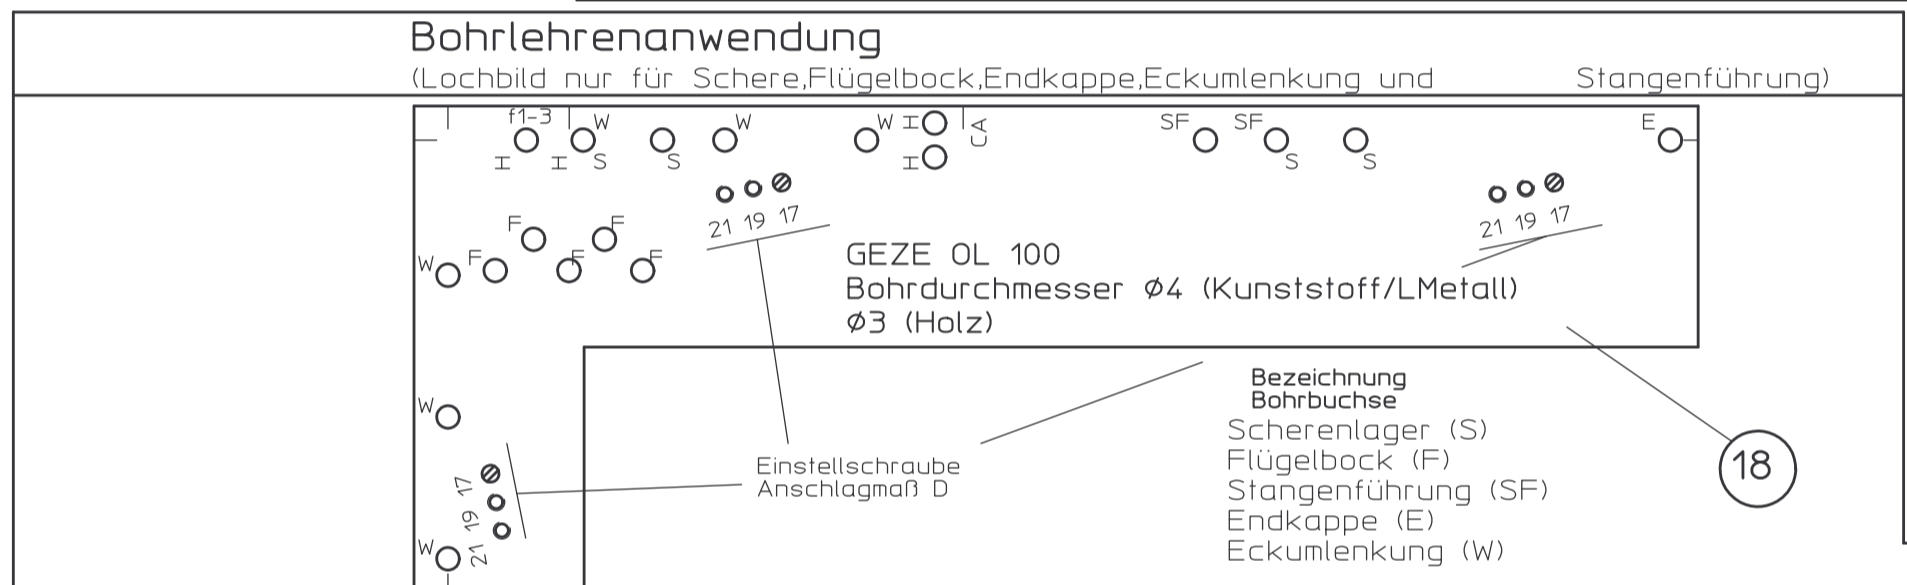 Bohrlehrenanwendung
(Lochbild nur für Schere,Flügelbock,Endkappe,Eckumlenkung und Stangenführung)
f1-3 W W W I CA SF SF E
I I S S I S S
21 19 17 21 19 17
F F
W F F F
GEZE OL 100
Bohrdurchmesser Ø4 (Kunststoff/LMetall)
Ø3 (Holz)
Bezeichnung
Bohrbuchse
W
Scherenlager (S)
Flügelbock (F)
Stangenführung (SF)
Endkappe (E)
Eckumlenkung (W)
18
Einstellschraube
Anschlagmaß D
21 19 17
W